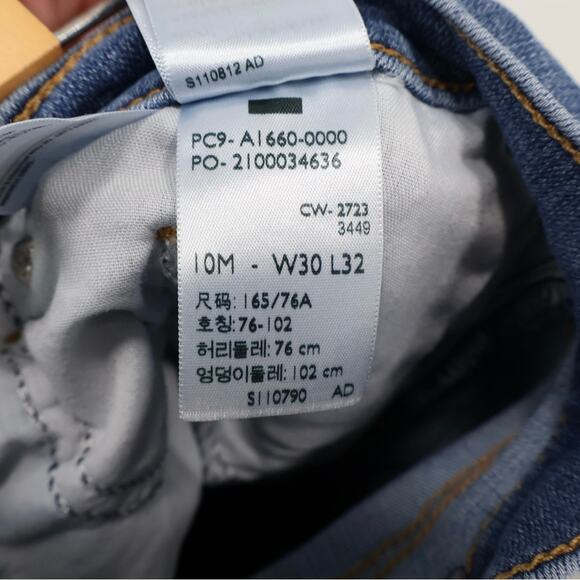 S110812 AD
PC9- A1660-0000
PO- 2100034636
CW- 2723
3449
10M - W30 L32
尺码: 165/76A
호칭: 76-102
허리둘레: 76 cm
엉덩이둘레: 102 cm
S110790 AD